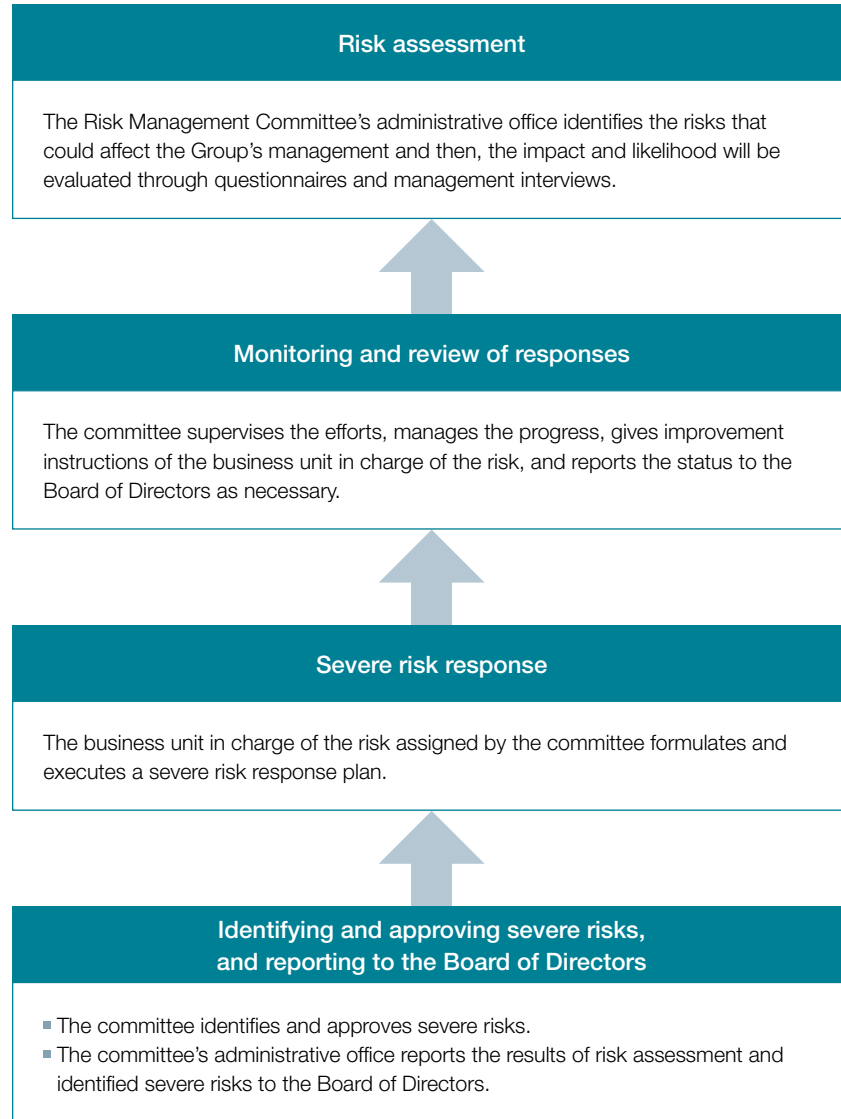 Risk assessment
The Risk Management Committee’s administrative office identifies the risks that
could affect the Group’s management and then, the impact and likelihood will be
evaluated through questionnaires and management interviews.
Monitoring and review of responses
The committee supervises the efforts, manages the progress, gives improvement
instructions of the business unit in charge of the risk, and reports the status to the
Board of Directors as necessary.
Severe risk response
The business unit in charge of the risk assigned by the committee formulates and
executes a severe risk response plan.
Identifying and approving severe risks,
and reporting to the Board of Directors
■ The committee identifies and approves severe risks.
■ The committee’s administrative office reports the results of risk assessment and
identified severe risks to the Board of Directors.